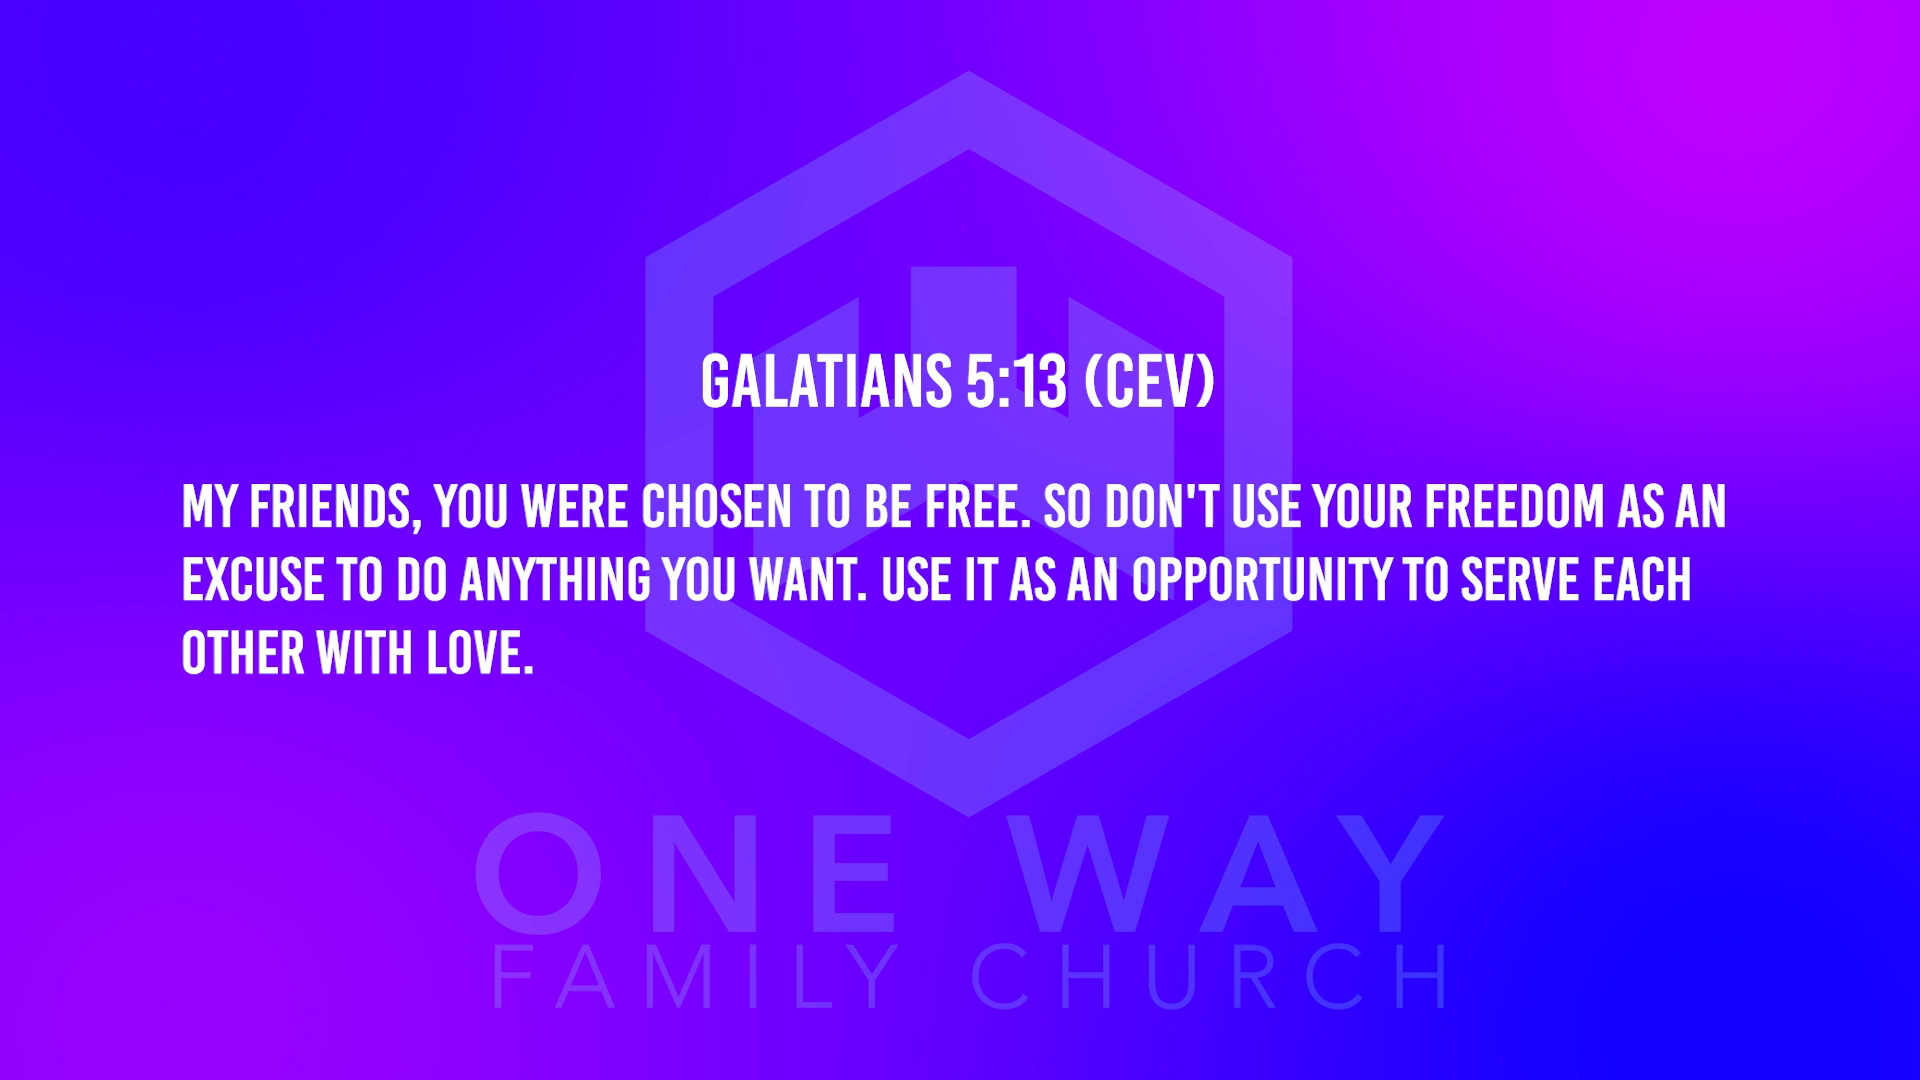 GALATIANS 5:13 (CEV)
MY FRIENDS, YOU WERE CHOSEN TO BE FREE. SO DON'T USE YOUR FREEDOM AS AN
EXCUSE TO DO ANYTHING YOU WANT. USE IT AS AN OPPORTUNITY TO SERVE EACH
OTHER WITH LOVE.
ONE WAY
FAMILY CHURCH